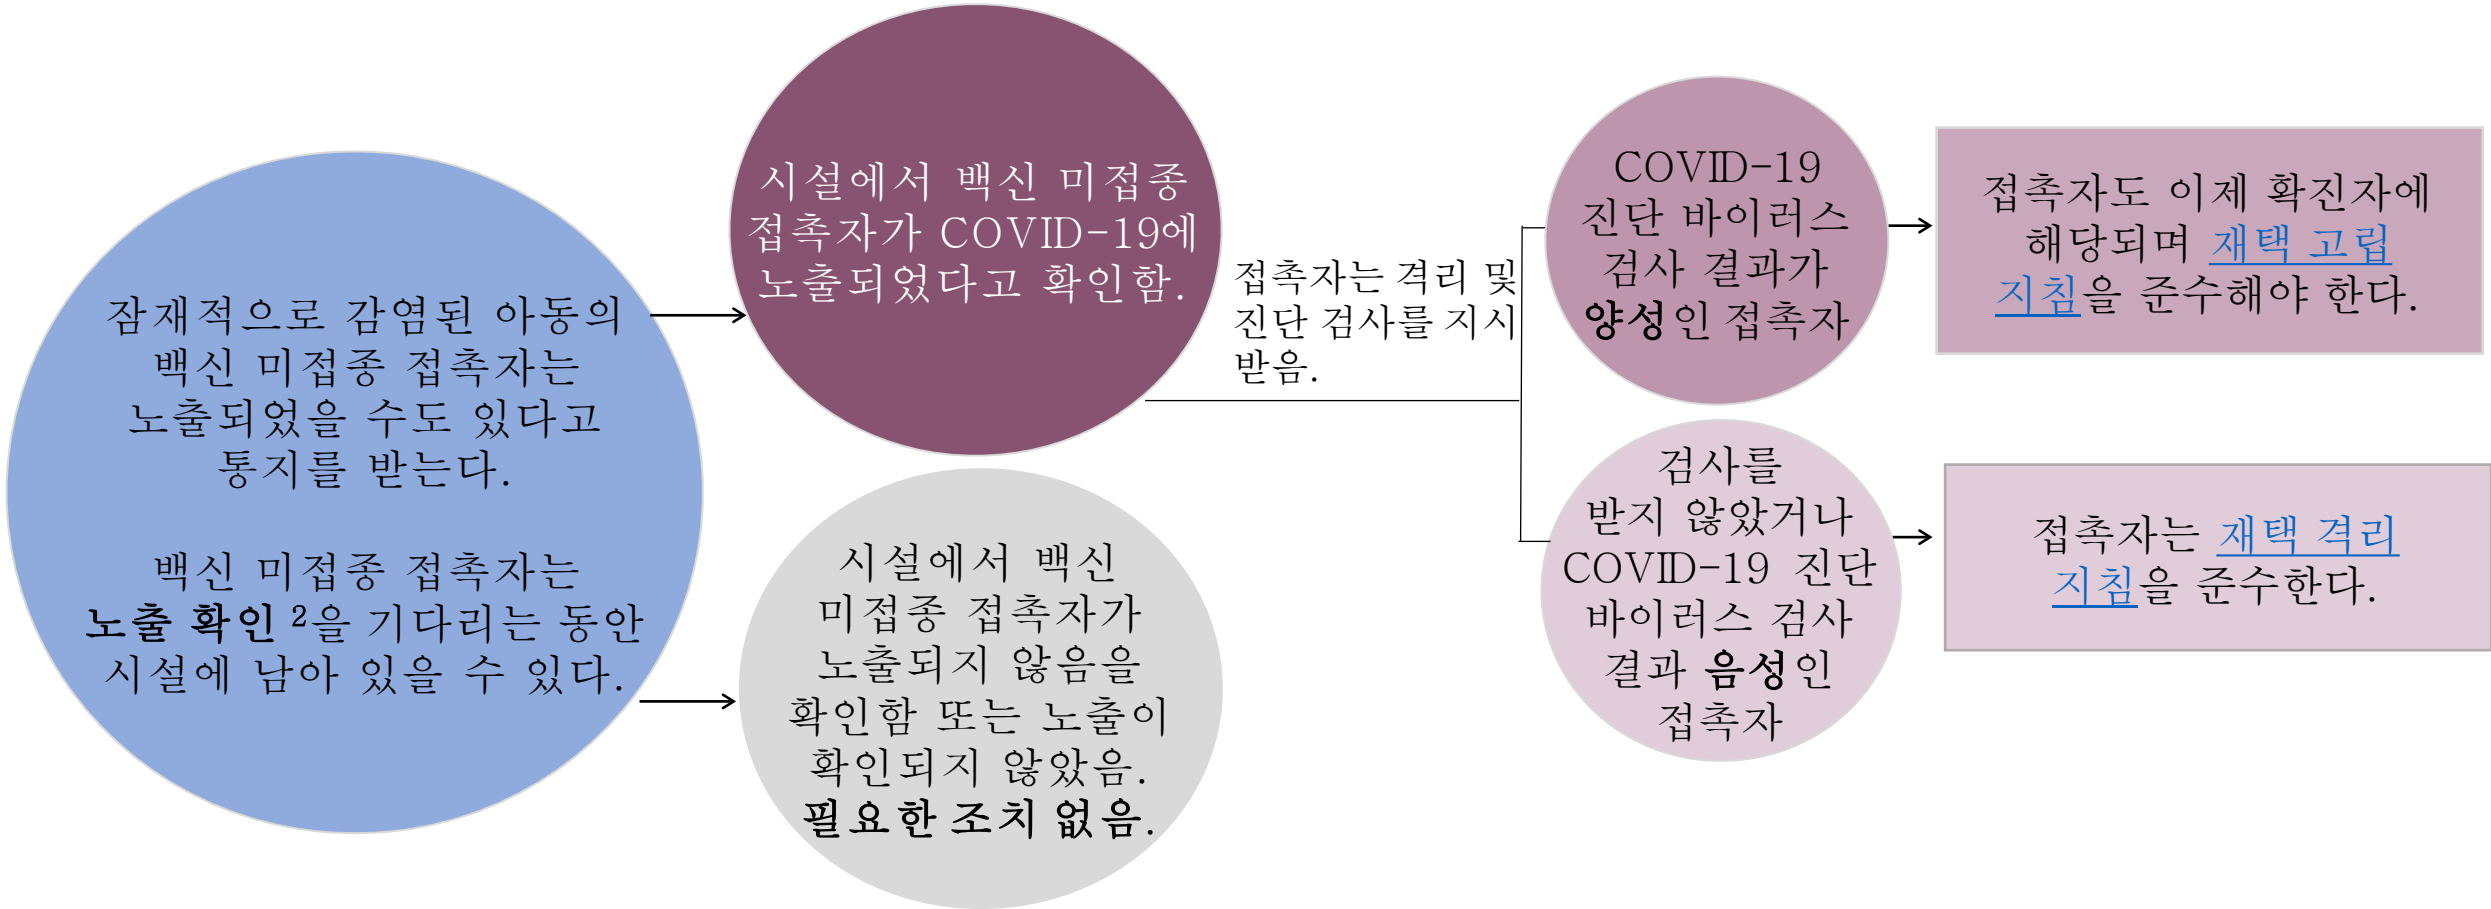 잠재적으로 감염된 아동의
백신 미접종 접촉자는
노출되었을 수도 있다고
통지를 받는다.
백신 미접종 접촉자는
노출 확인 ²을 기다리는 동안
시설에 남아 있을 수 있다.
시설에서 백신 미접종
접촉자가 COVID-19에
노출되었다고 확인함.
시설에서 백신
미접종 접촉자가
노출되지 않음을
확인함 또는 노출이
확인되지 않았음.
필요한 조치 없음.
접촉자는 격리 및
진단 검사를 지시
받음.
COVID-19
진단 바이러스
검사 결과가
양성인 접촉자
접촉자도 이제 확진자에
해당되며 재택 고립
지침을 준수해야 한다.
검사를
받지 않았거나
COVID-19 진단
바이러스 검사
결과 음성인
접촉자
접촉자는 재택 격리
지침을 준수한다.